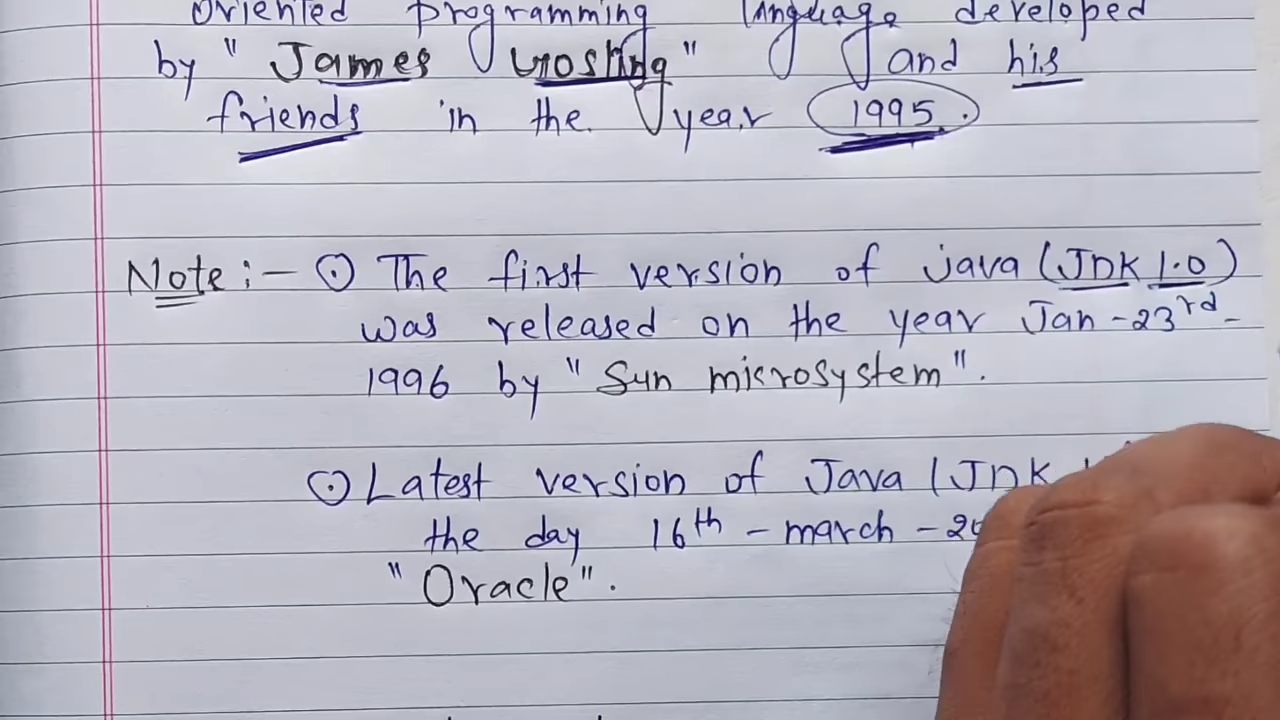 oriented programming language developed
by "James Gosling" and his
friends in the year 1995.
Note :- ⊙ The first version of java (JDK 1.0)
was released on the year Jan-23rd-
1996 by "Sun microsystem".
⊙ Latest version of Java (JDK
the day 16th - march - 20
"Oracle".